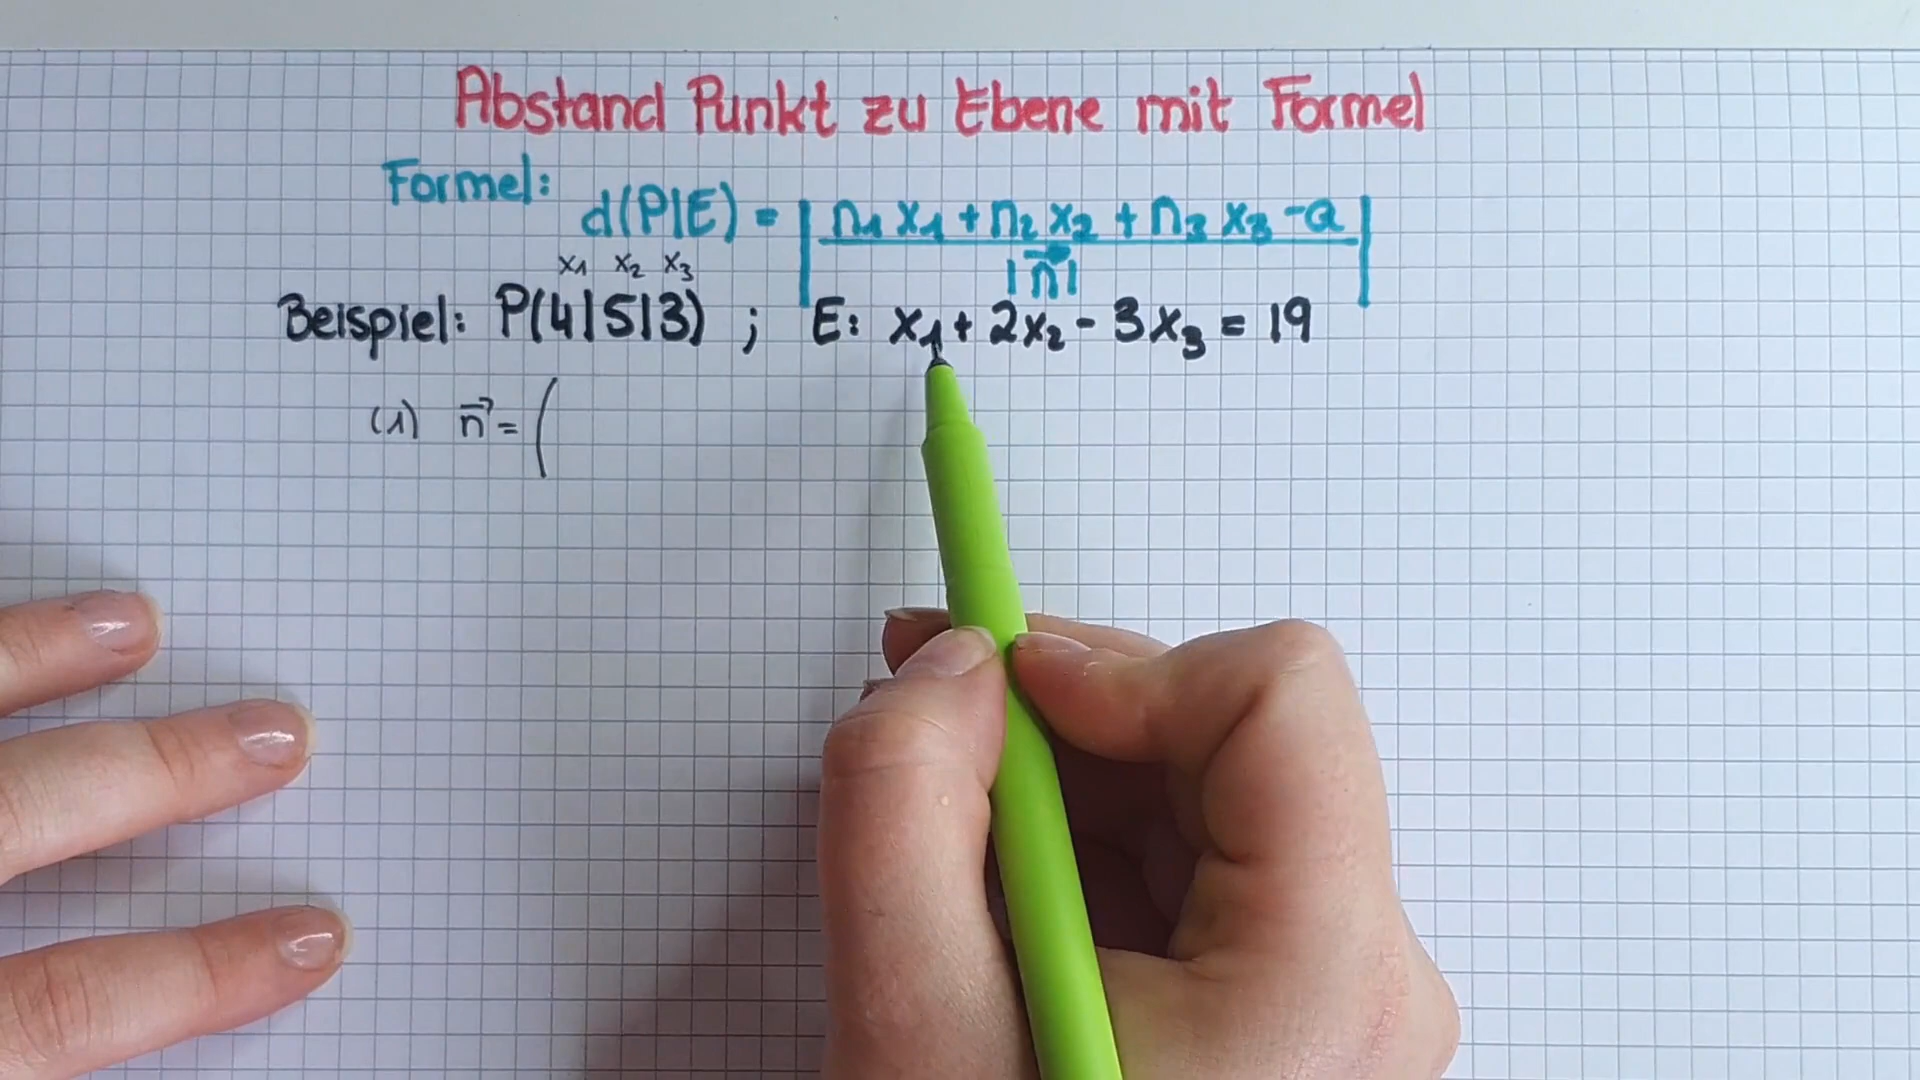 Abstand Punkt zu Ebene mit Formel
Formel: d(P|E) = | n₁ x₁ + n₂ x₂ + n₃ x₃ - a / |n⃗| |
x₁ x₂ x₃
Beispiel: P(4|5|3) ; E: x₁ + 2x₂ - 3x₃ = 19
(1) n⃗ = (